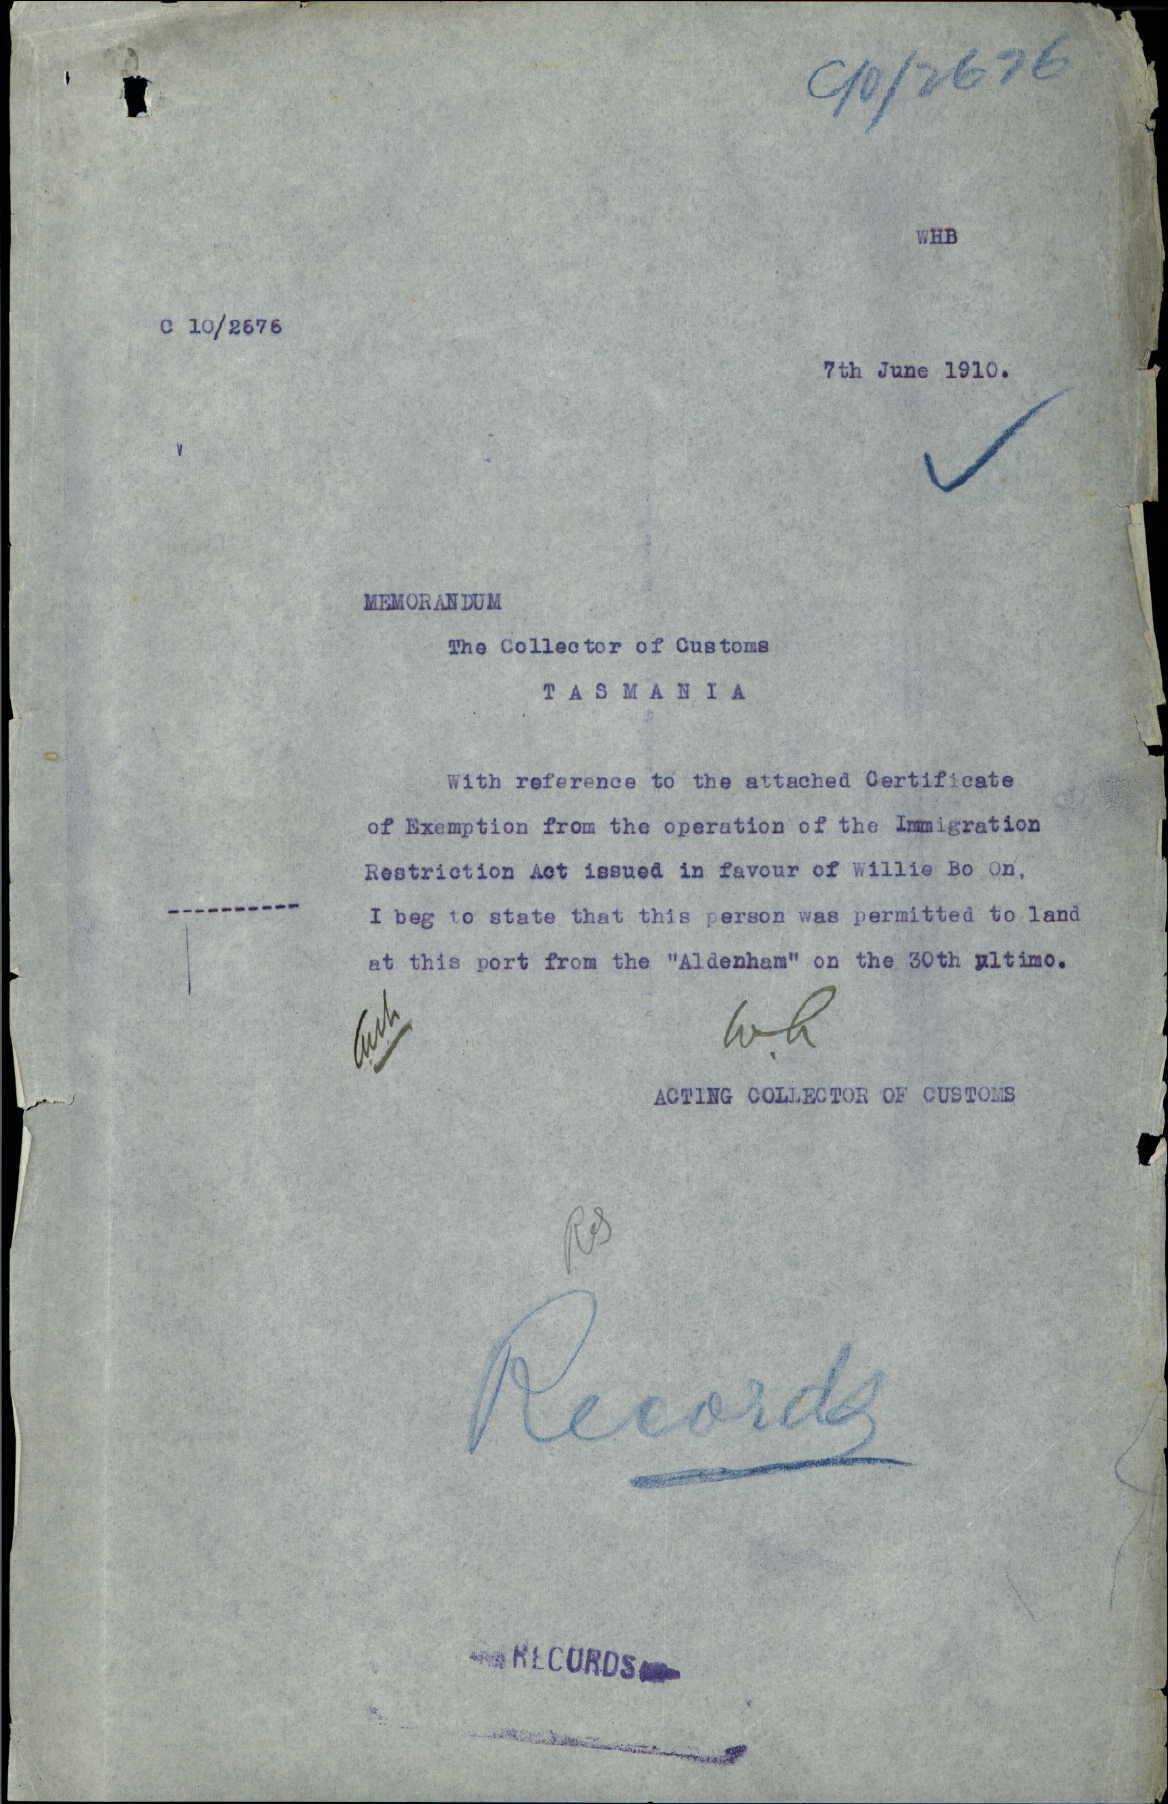 C10/2676
WHB
C 10/2676
7th June 1910.
MEMORANDUM
The Collector of Customs
T A S M A N I A
With reference to the attached Certificate
of Exemption from the operation of the Immigration
Restriction Act issued in favour of Willie Bo On,
I beg to state that this person was permitted to land
at this port from the "Aldenham" on the 30th ultimo.
ACTING COLLECTOR OF CUSTOMS
Records
RECORDS